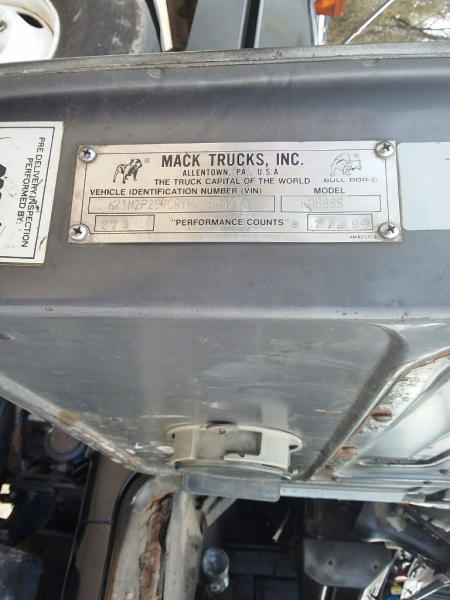 PRE DELIVERY INSPECTION
PERFORMED BY:
MACK TRUCKS, INC.
ALLENTOWN, PA., U.S.A.
THE TRUCK CAPITAL OF THE WORLD
BULL DOG ®
VEHICLE IDENTIFICATION NUMBER (VIN) MODEL
RD688S
"PERFORMANCE COUNTS" ®